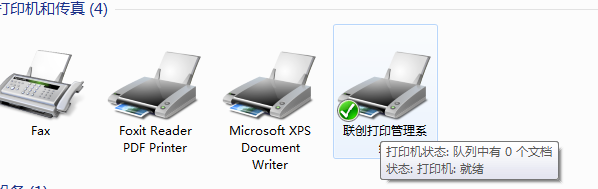 打印机和传真 (4)
Fax
Foxit Reader
PDF Printer
Microsoft XPS
Document
Writer
联创打印管理系
打印机状态: 队列中有 0 个文档
状态: 打印机: 就绪
(1)